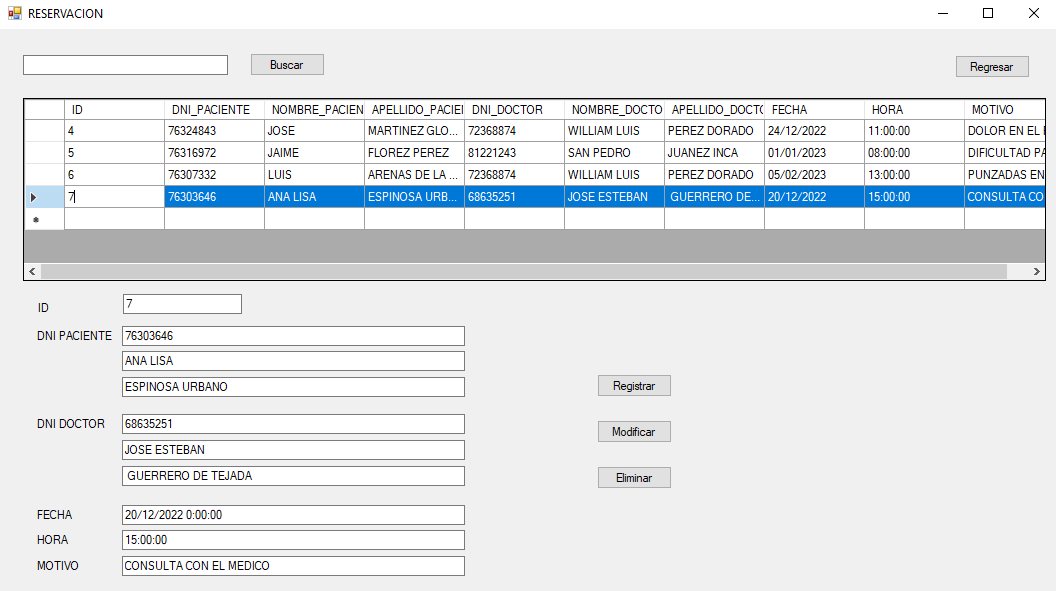 RESERVACION
Buscar
Regresar
ID DNI_PACIENTE NOMBRE_PACIEN APELLIDO_PACIEI DNI_DOCTOR NOMBRE_DOCTO APELLIDO_DOCTO FECHA HORA MOTIVO
4 76324843 JOSE MARTINEZ GLO... 72368874 WILLIAM LUIS PEREZ DORADO 24/12/2022 11:00:00 DOLOR EN EL
5 76316972 JAIME FLOREZ PEREZ 81221243 SAN PEDRO JUANEZ INCA 01/01/2023 08:00:00 DIFICULTAD PA
6 76307332 LUIS ARENAS DE LA ... 72368874 WILLIAM LUIS PEREZ DORADO 05/02/2023 13:00:00 PUNZADAS EN
7 76303646 ANA LISA ESPINOSA URB... 68635251 JOSE ESTEBAN GUERRERO DE... 20/12/2022 15:00:00 CONSULTA CO
ID 7
DNI PACIENTE 76303646
ANA LISA
ESPINOSA URBANO
Registrar
DNI DOCTOR 68635251
Modificar
JOSE ESTEBAN
GUERRERO DE TEJADA
Eliminar
FECHA 20/12/2022 0:00:00
HORA 15:00:00
MOTIVO CONSULTA CON EL MEDICO